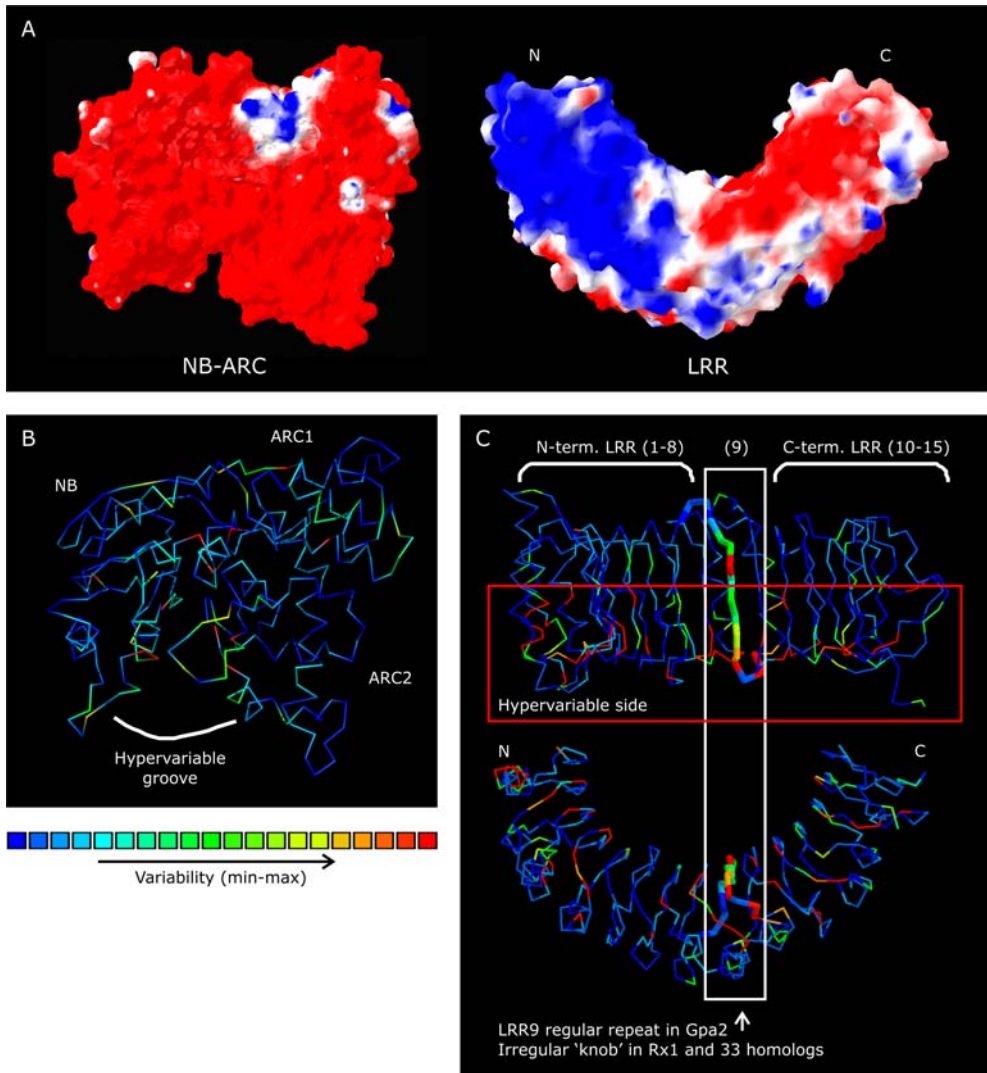 A
N
C
NB-ARC
LRR
B
ARC1
NB
ARC2
Hypervariable
groove
Variability (min-max)
C
N-term. LRR (1-8)
(9)
C-term. LRR (10-15)
Hypervariable side
N
C
LRR9 regular repeat in Gpa2
Irregular ‘knob’ in Rx1 and 33 homologs